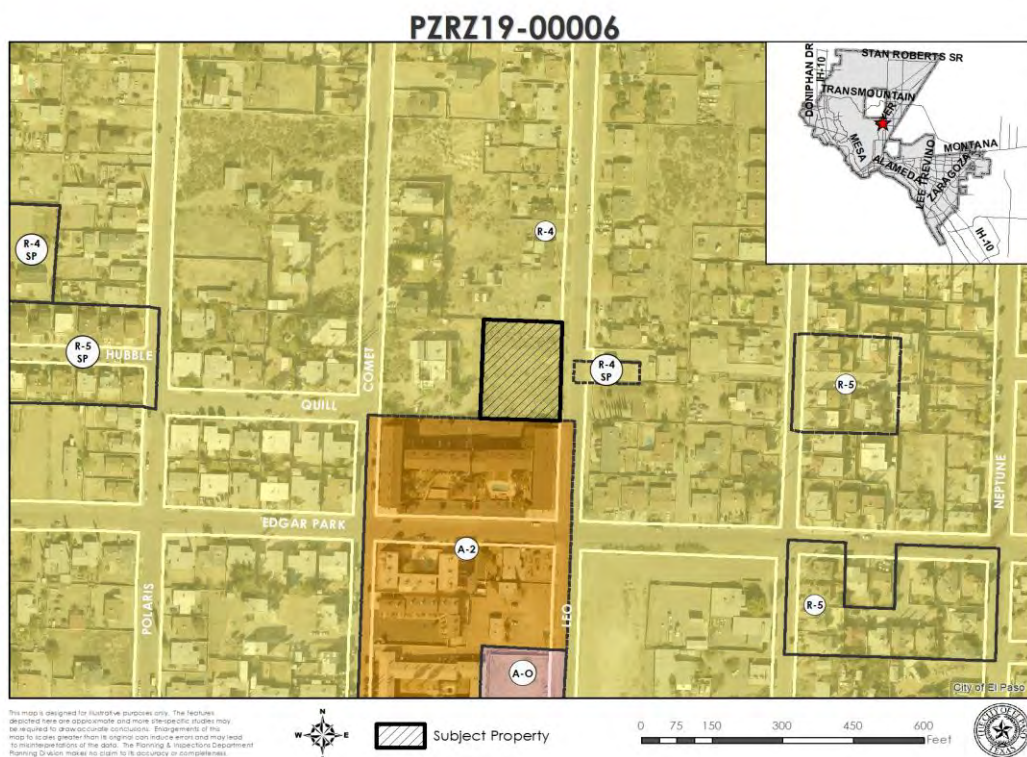 PZRZ19-00006
STAN ROBERTS SR
DONIPHAN DR
IH-10
TRANSMOUNTAIN
DYER
MESA
MONTANA
ALAMEDA
LEE TREVINO
ZARAGOZA
IH-10
R-4
SP
R-4
R-5
SP
HUBBLE
COMET
R-4
SP
R-5
QUILL
NEPTUNE
EDGAR PARK
A-2
POLARIS
LEO
R-5
A-O
City of El Paso
This map is designed for illustrative purposes only. The features
depicted here are approximate and more site-specific studies may
be required to draw accurate conclusions. Enlargements of this
map to scales greater than its original can induce errors and may lead
to misinterpretations of the data. The Planning & Inspections Department
Planning Division makes no claim to its accuracy or completeness.
N
W E
S
Subject Property
0 75 150 300 450 600
Feet